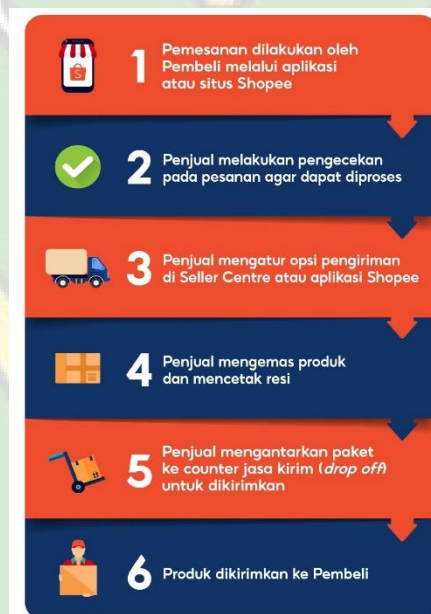 1
Pemesanan dilakukan oleh
Pembeli melalui aplikasi
atau situs Shopee
2
Penjual melakukan pengecekan
pada pesanan agar dapat diproses
3
Penjual mengatur opsi pengiriman
di Seller Centre atau aplikasi Shopee
4
Penjual mengemas produk
dan mencetak resi
5
Penjual mengantarkan paket
ke counter jasa kirim (drop off)
untuk dikirimkan
6
Produk dikirimkan ke Pembeli